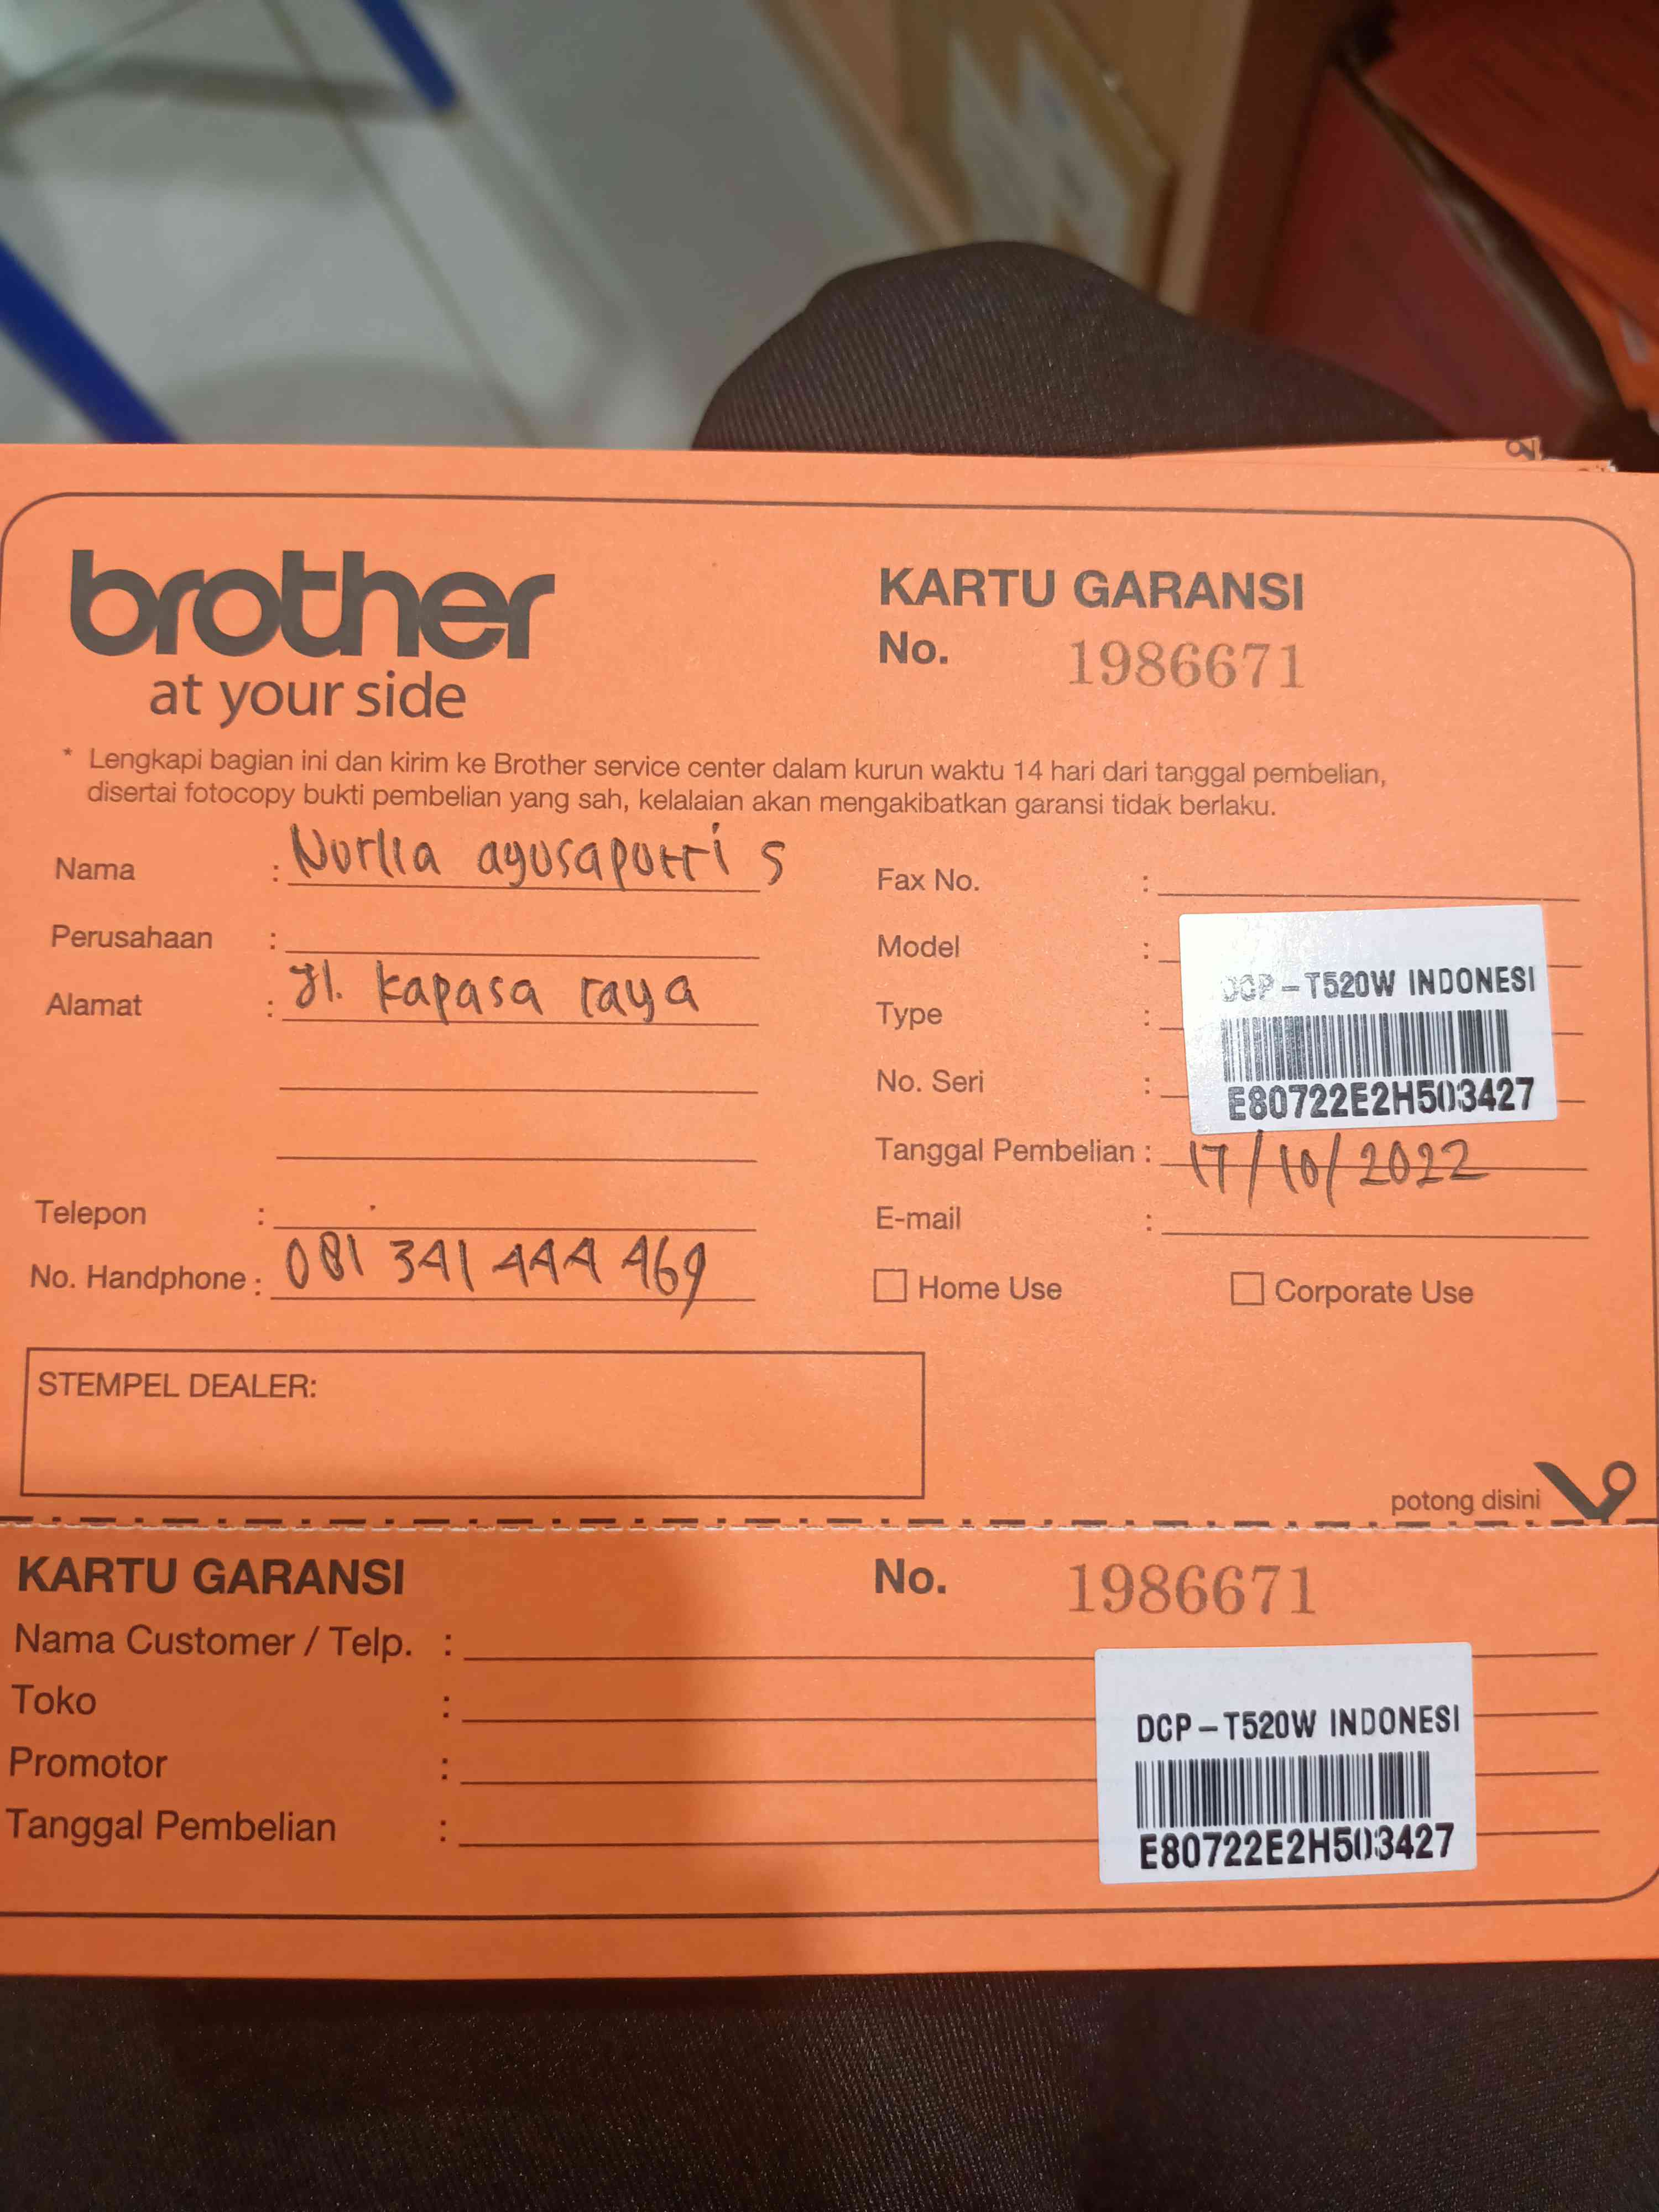 brother
at your side
KARTU GARANSI
No. 1986671
* Lengkapi bagian ini dan kirim ke Brother service center dalam kurun waktu 14 hari dari tanggal pembelian,
disertai fotocopy bukti pembelian yang sah, kelalaian akan mengakibatkan garansi tidak berlaku.
Nama : Nurlia ayusaputri S
Perusahaan :
Alamat : Jl. kapasa raya
Telepon :
No. Handphone : 081 341 444 469
Fax No. :
Model :
Type :
No. Seri :
DCP-T520W INDONESI
E80722E2H503427
Tanggal Pembelian : 17/10/2022
E-mail :
Home Use
Corporate Use
STEMPEL DEALER:
potong disini
KARTU GARANSI
No. 1986671
Nama Customer / Telp. :
Toko :
Promotor :
Tanggal Pembelian :
DCP-T520W INDONESI
E80722E2H503427